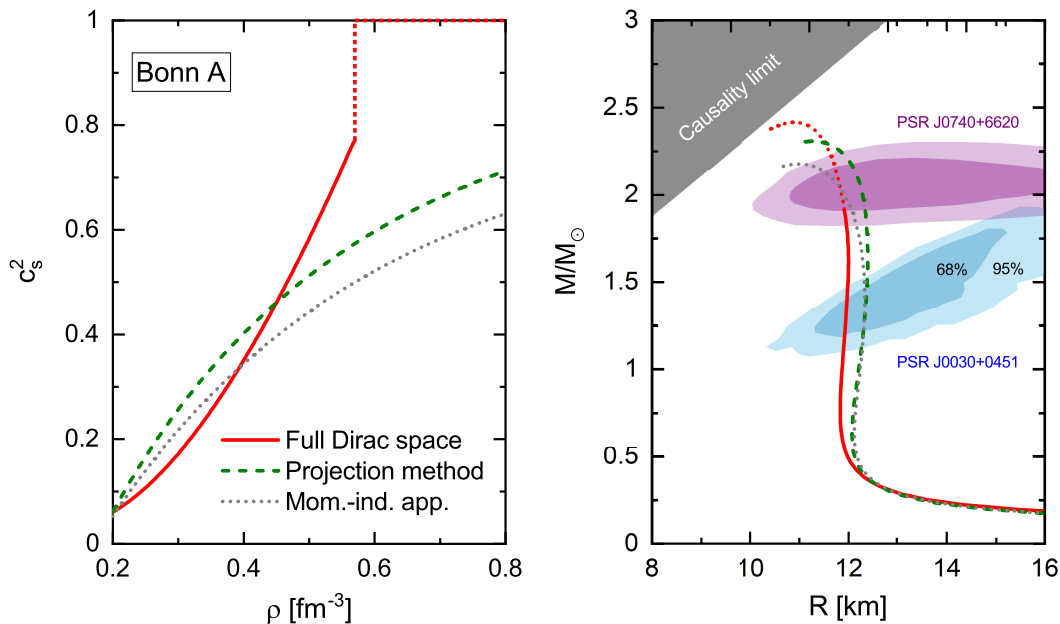 1
0.8
0.6
0.4
0.2
0
c_s^2
Bonn A
Full Dirac space
Projection method
Mom.-ind. app.
0.2 0.4 0.6 0.8
ρ [fm⁻³]
3
2.5
2
1.5
1
0.5
0
M/M☉
Causality limit
PSR J0740+6620
68% 95%
PSR J0030+0451
8 10 12 14 16
R [km]